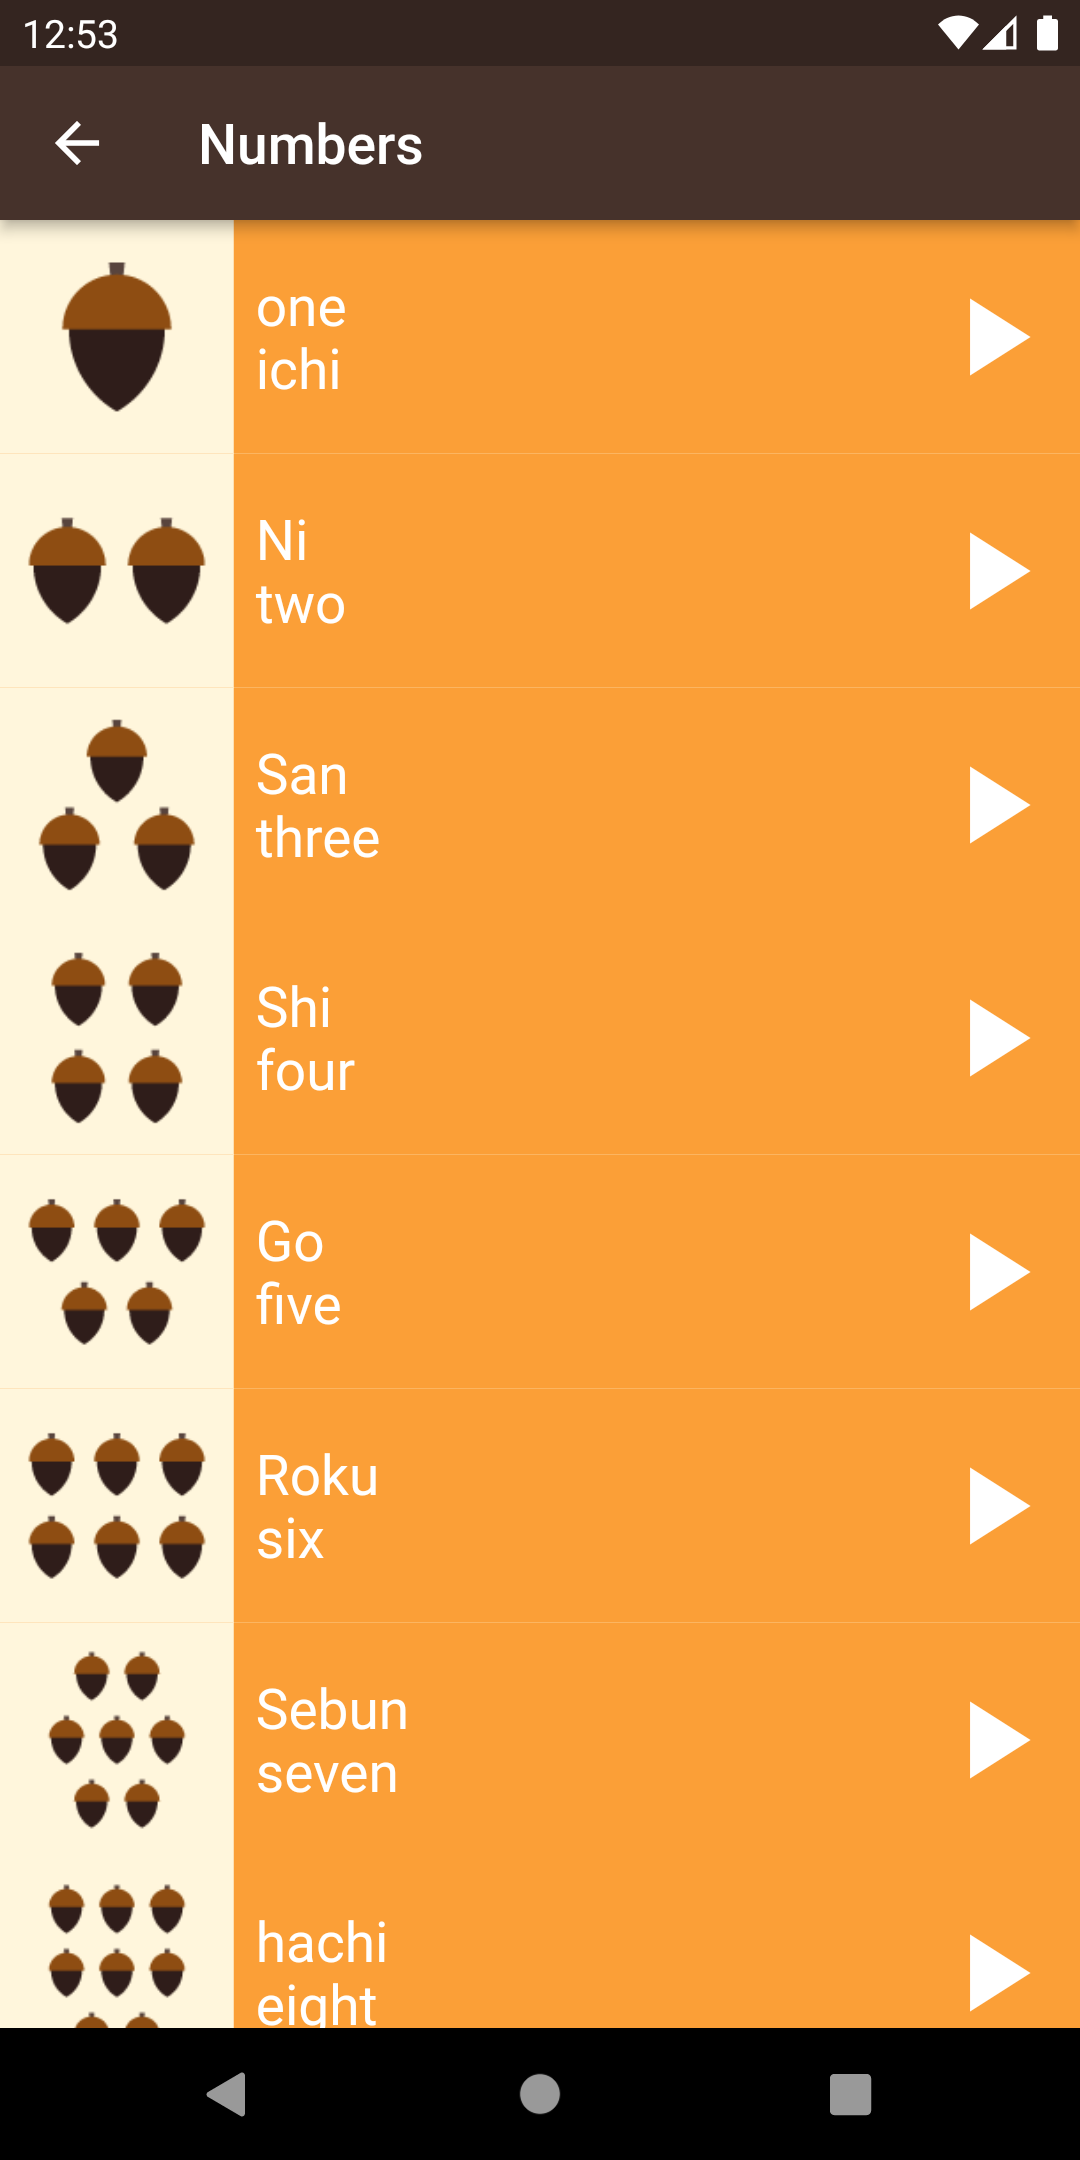 12:53
Numbers
one
ichi
Ni
two
San
three
Shi
four
Go
five
Roku
six
Sebun
seven
hachi
eight